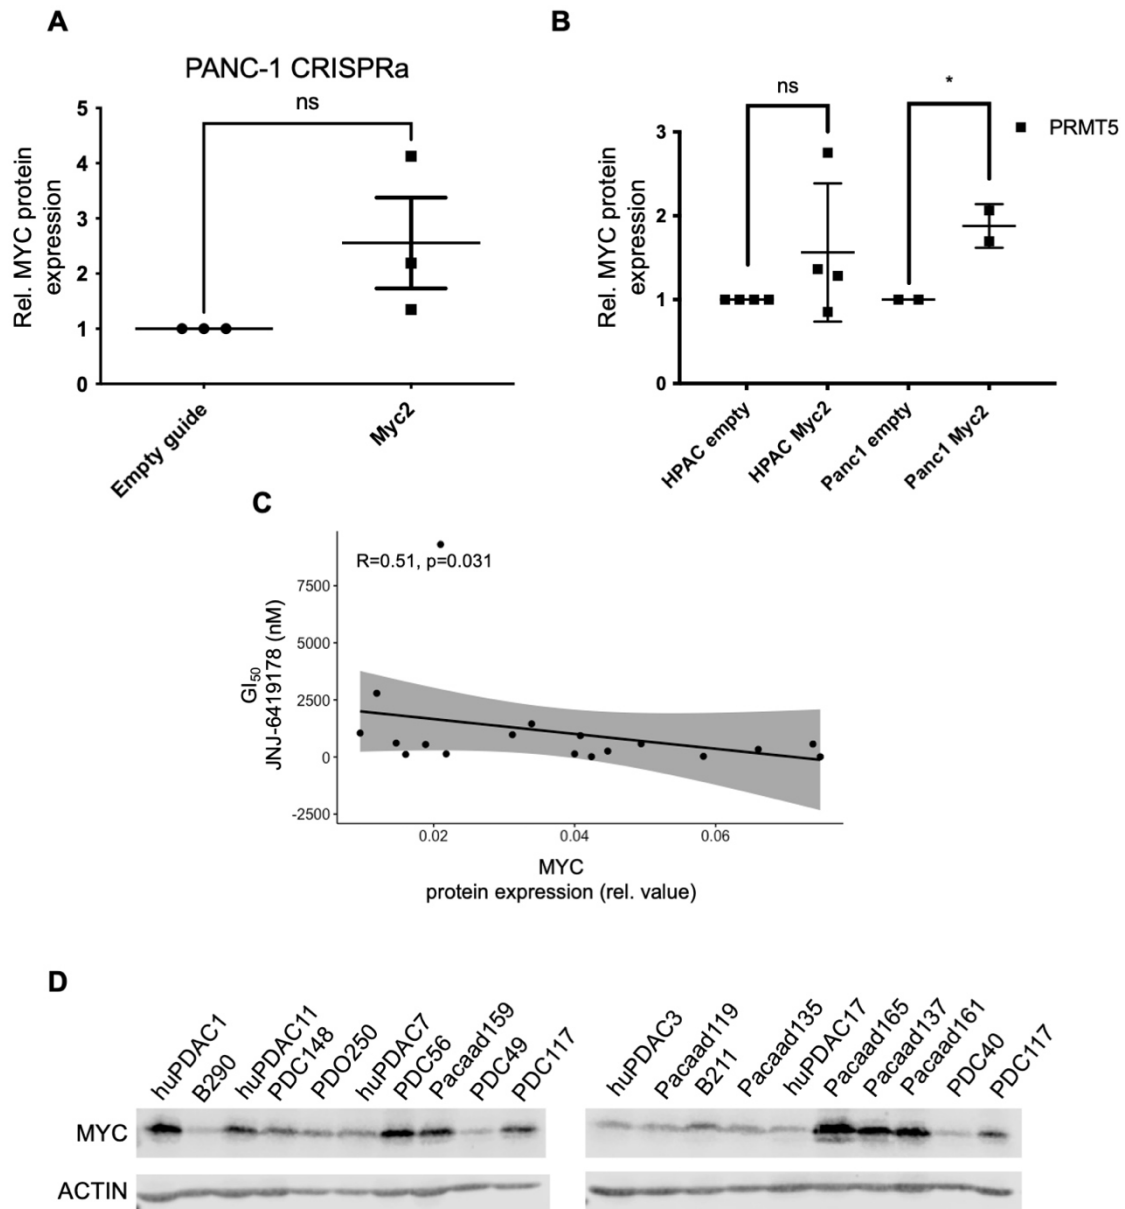 A
PANC-1 CRISPRa
ns
5
4
3
2
1
0
Rel. MYC protein
expression
Empty guide
Myc2
B
ns
*
PRMT5
3
2
1
0
Rel. MYC protein
expression
HPAC empty
HPAC Myc2
Panc1 empty
Panc1 Myc2
C
R=0.51, p=0.031
7500
5000
2500
0
-2500
GI50
JNJ-6419178 (nM)
0.02
0.04
0.06
MYC
protein expression (rel. value)
D
huPDAC1
B290
huPDAC11
PDC148
PDO250
huPDAC7
PDC56
Pacaad159
PDC49
PDC117
huPDAC3
Pacaad119
B211
Pacaad135
huPDAC17
Pacaad165
Pacaad137
Pacaad161
PDC40
PDC117
MYC
ACTIN